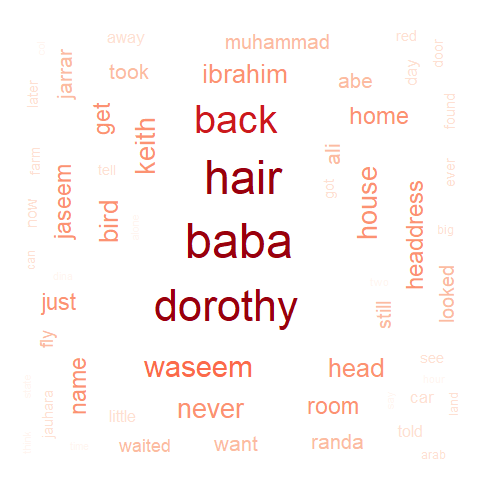 away
muhammad
red
door
jarrar
took
ibrahim
abe
day
later
get
back
home
found
keith
hair
ali
farm
tell
got
house
headdress
ever
jaseem
bird
baba
now
big
can
dorothy
looked
just
still
fly
waseem
head
see
name
never
room
car
land
jauhara
little
told
waited
want
randa
arab